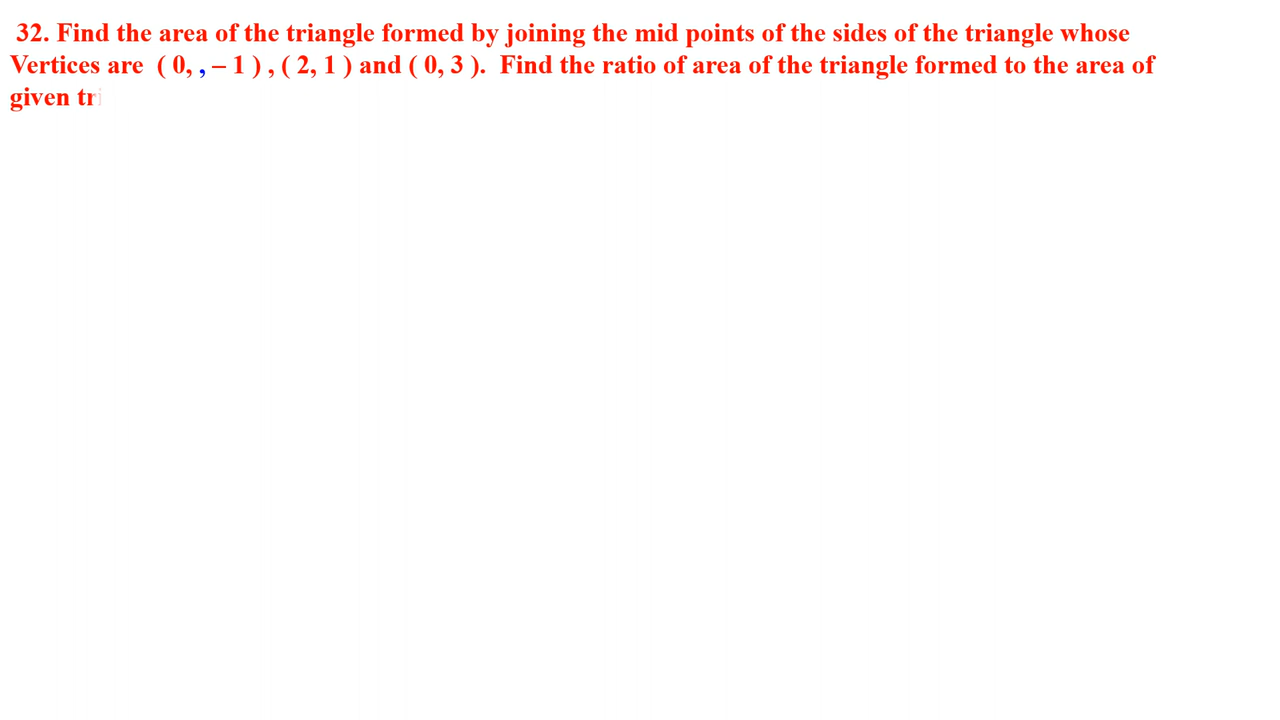 32. Find the area of the triangle formed by joining the mid points of the sides of the triangle whose
Vertices are ( 0, , – 1 ) , ( 2, 1 ) and ( 0, 3 ). Find the ratio of area of the triangle formed to the area of
given tri